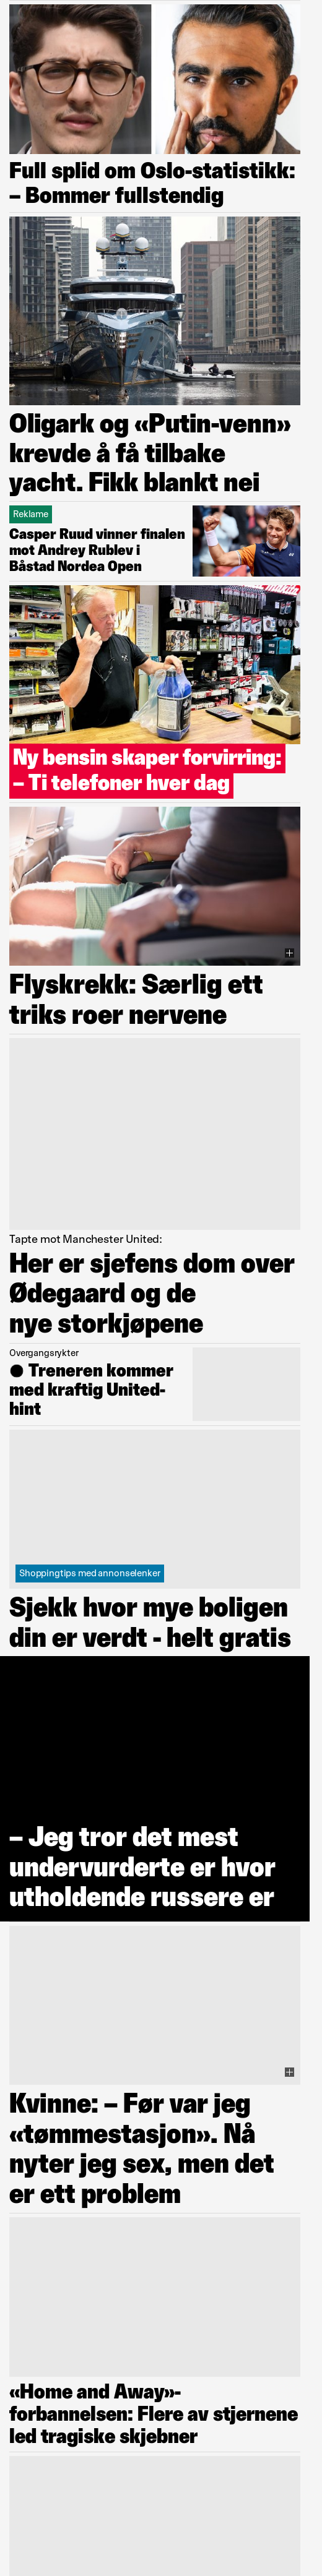 Full splid om Oslo-statistikk:
– Bommer fullstendig
Oligark og «Putin-venn»
krevde å få tilbake
yacht. Fikk blankt nei
Reklame
Casper Ruud vinner finalen
mot Andrey Rublev i
Båstad Nordea Open
Ny bensin skaper forvirring:
– Ti telefoner hver dag
Flyskrekk: Særlig ett
triks roer nervene
Tapte mot Manchester United:
Her er sjefens dom over
Ødegaard og de
nye storkjøpene
Overgangsrykter
● Treneren kommer
med kraftig United-
hint
Shoppingtips med annonselenker
Sjekk hvor mye boligen
din er verdt - helt gratis
– Jeg tror det mest
undervurderte er hvor
utholdende russere er
Kvinne: – Før var jeg
«tømmestasjon». Nå
nyter jeg sex, men det
er ett problem
«Home and Away»-
forbannelsen: Flere av stjernene
led tragiske skjebner